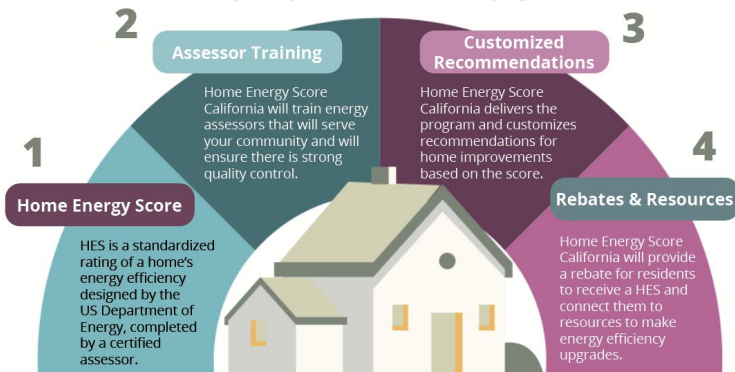 1
Home Energy Score
HES is a standardized
rating of a home's
energy efficiency
designed by the
US Department of
Energy, completed
by a certified
assessor.
2
Assessor Training
Home Energy Score
California will train energy
assessors that will serve
your community and will
ensure there is strong
quality control.
3
Customized
Recommendations
Home Energy Score
California delivers the
program and customizes
recommendations for
home improvements
based on the score.
4
Rebates & Resources
Home Energy Score
California will provide
a rebate for residents
to receive a HES and
connect them to
resources to make
energy efficiency
upgrades.